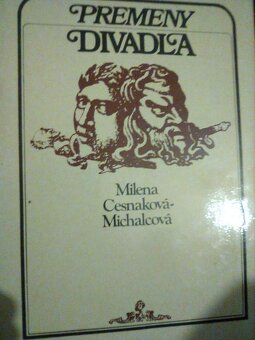 PREMENY
DIVADLA
Milena
Cesnaková-
Michalcová